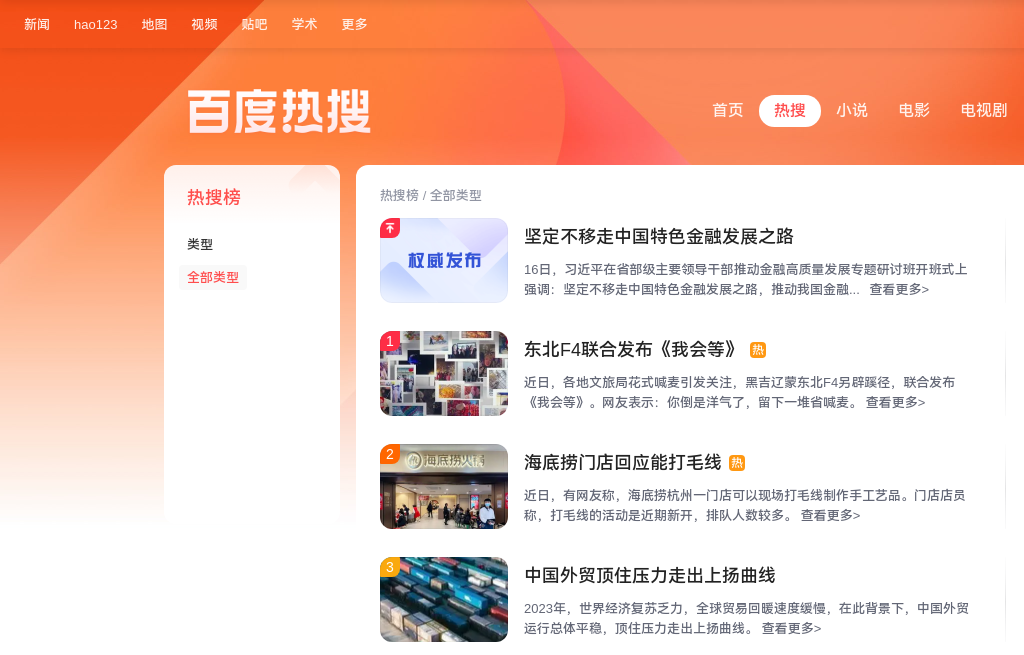 新闻 hao123 地图 视频 贴吧 学术 更多
百度热搜
首页 热搜 小说 电影 电视剧
热搜榜
类型
全部类型
热搜榜 / 全部类型
权威发布
坚定不移走中国特色金融发展之路
16日，习近平在省部级主要领导干部推动金融高质量发展专题研讨班开班式上
强调：坚定不移走中国特色金融发展之路，推动我国金融... 查看更多>
1
东北F4联合发布《我会等》 热
近日，各地文旅局花式喊麦引发关注，黑吉辽蒙东北F4另辟蹊径，联合发布
《我会等》。网友表示：你倒是洋气了，留下一堆省喊麦。 查看更多>
2
海底捞火锅
海底捞门店回应能打毛线 热
近日，有网友称，海底捞杭州一门店可以现场打毛线制作手工艺品。门店店员
称，打毛线的活动是近期新开，排队人数较多。 查看更多>
3
中国外贸顶住压力走出上扬曲线
2023年，世界经济复苏乏力，全球贸易回暖速度缓慢，在此背景下，中国外贸
运行总体平稳，顶住压力走出上扬曲线。 查看更多>